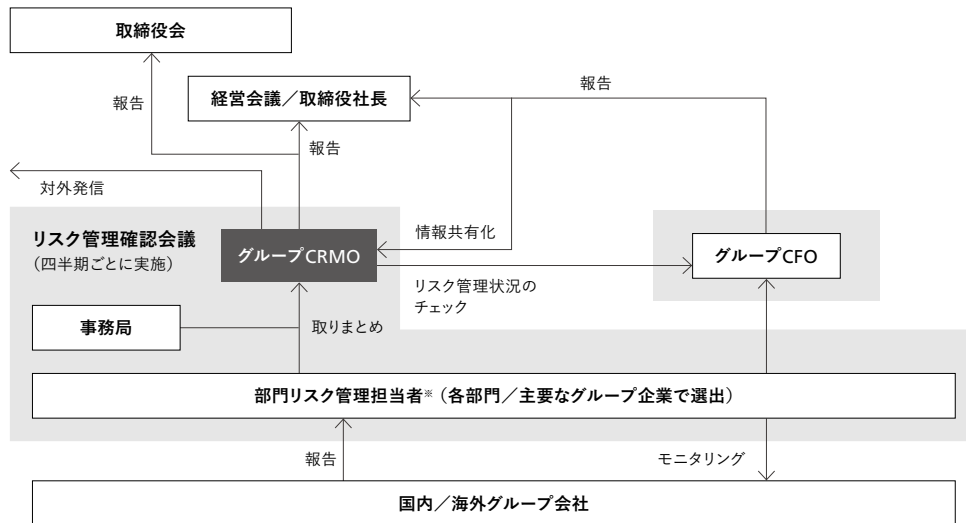 取締役会
経営会議／取締役社長
報告
報告
報告
対外発信
リスク管理確認会議
（四半期ごとに実施）
グループCRMO
情報共有化
グループCFO
リスク管理状況の
チェック
事務局
取りまとめ
部門リスク管理担当者※（各部門／主要なグループ企業で選出）
報告
モニタリング
国内／海外グループ会社